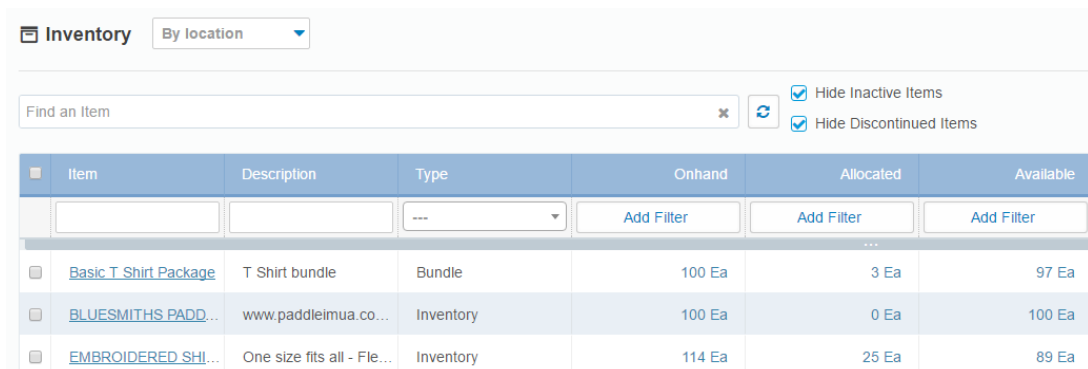 Inventory By location
Hide Inactive Items
Find an Item
Hide Discontinued Items
Item Description Type Onhand Allocated Available
--- Add Filter Add Filter Add Filter
...
Basic T Shirt Package T Shirt bundle Bundle 100 Ea 3 Ea 97 Ea
BLUESMITHS PADD... www.paddleimua.co... Inventory 100 Ea 0 Ea 100 Ea
EMBROIDERED SHI... One size fits all - Fle... Inventory 114 Ea 25 Ea 89 Ea